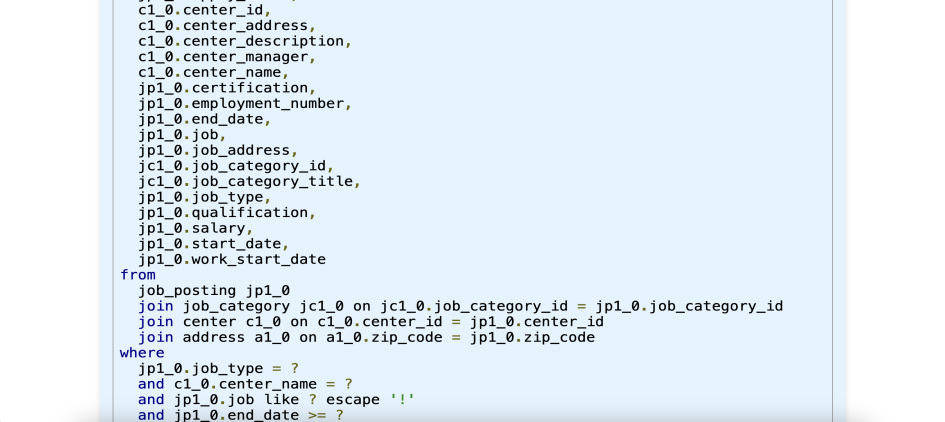 c1_0.center_id,
c1_0.center_address,
c1_0.center_description,
c1_0.center_manager,
c1_0.center_name,
jp1_0.certification,
jp1_0.employment_number,
jp1_0.end_date,
jp1_0.job,
jp1_0.job_address,
jc1_0.job_category_id,
jc1_0.job_category_title,
jp1_0.job_type,
jp1_0.qualification,
jp1_0.salary,
jp1_0.start_date,
jp1_0.work_start_date
from
job_posting jp1_0
join job_category jc1_0 on jc1_0.job_category_id = jp1_0.job_category_id
join center c1_0 on c1_0.center_id = jp1_0.center_id
join address a1_0 on a1_0.zip_code = jp1_0.zip_code
where
jp1_0.job_type = ?
and c1_0.center_name = ?
and jp1_0.job like ? escape '!'
and jp1_0.end_date >= ?